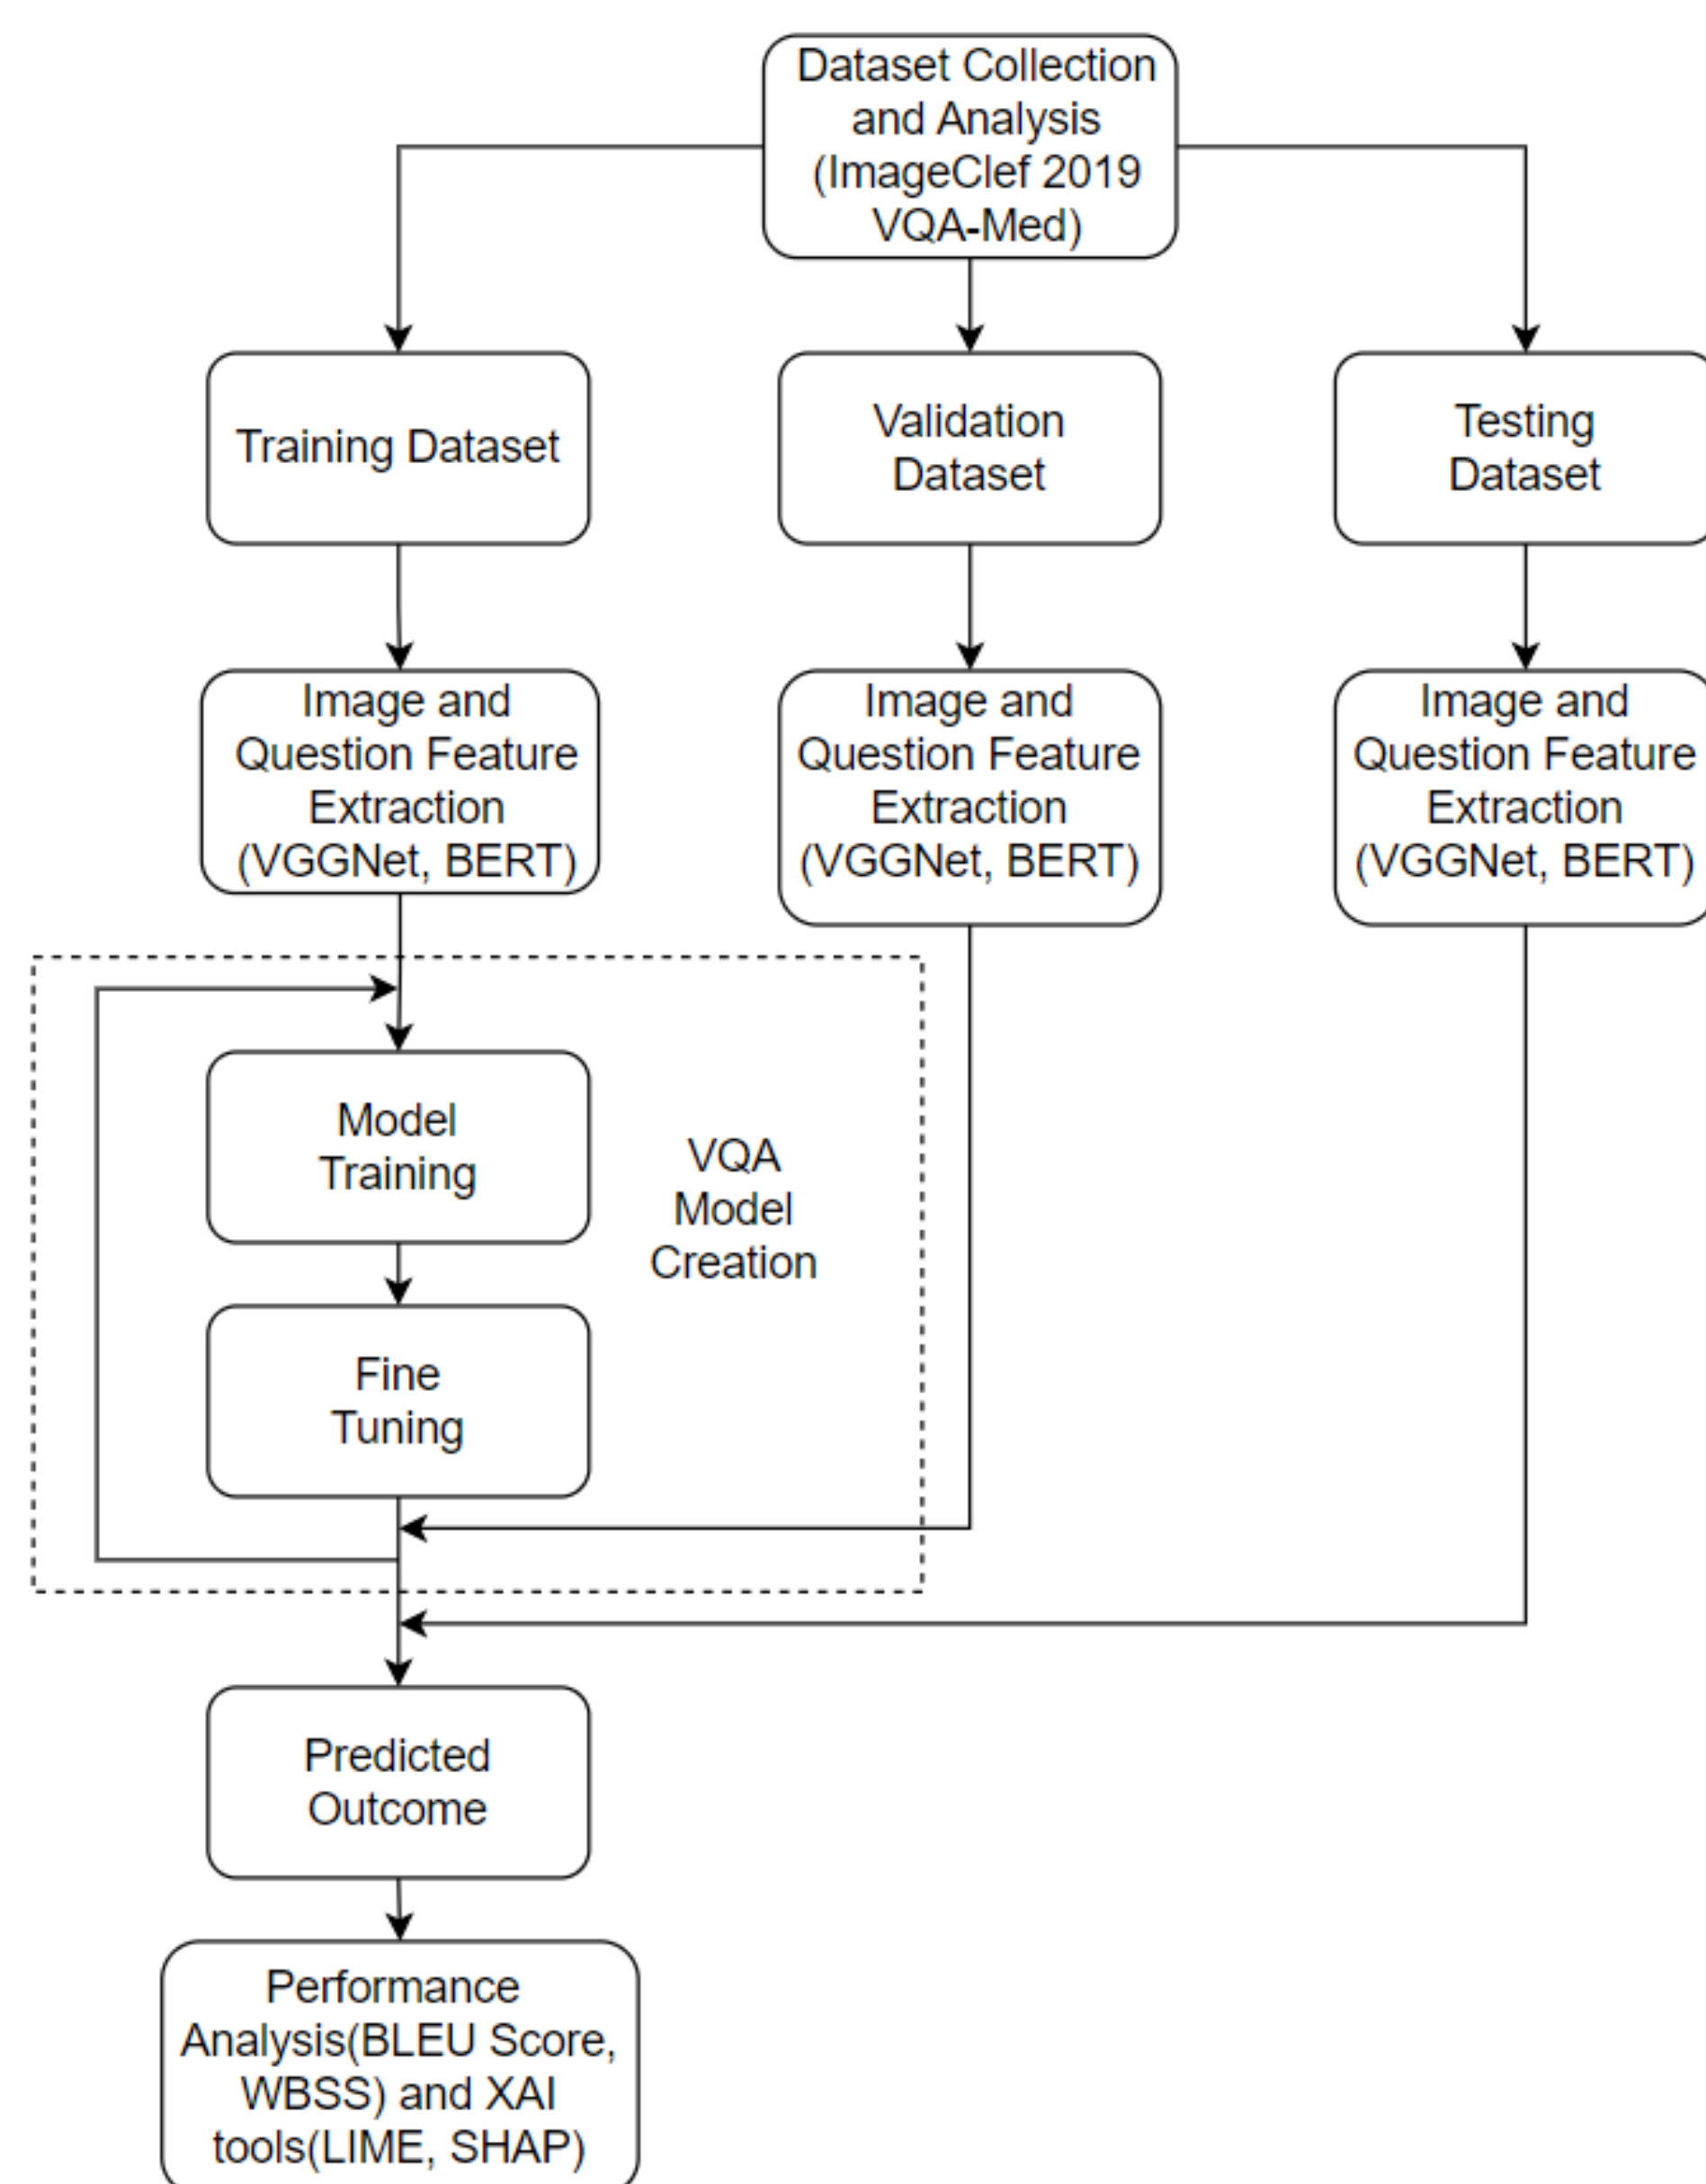 Dataset Collection
and Analysis
(ImageClef 2019
VQA-Med)
Training Dataset
Validation
Dataset
Testing
Dataset
Image and
Question Feature
Extraction
(VGGNet, BERT)
Image and
Question Feature
Extraction
(VGGNet, BERT)
Image and
Question Feature
Extraction
(VGGNet, BERT)
Model
Training
VQA
Model
Creation
Fine
Tuning
Predicted
Outcome
Performance
Analysis(BLEU Score,
WBSS) and XAI
tools(LIME, SHAP)